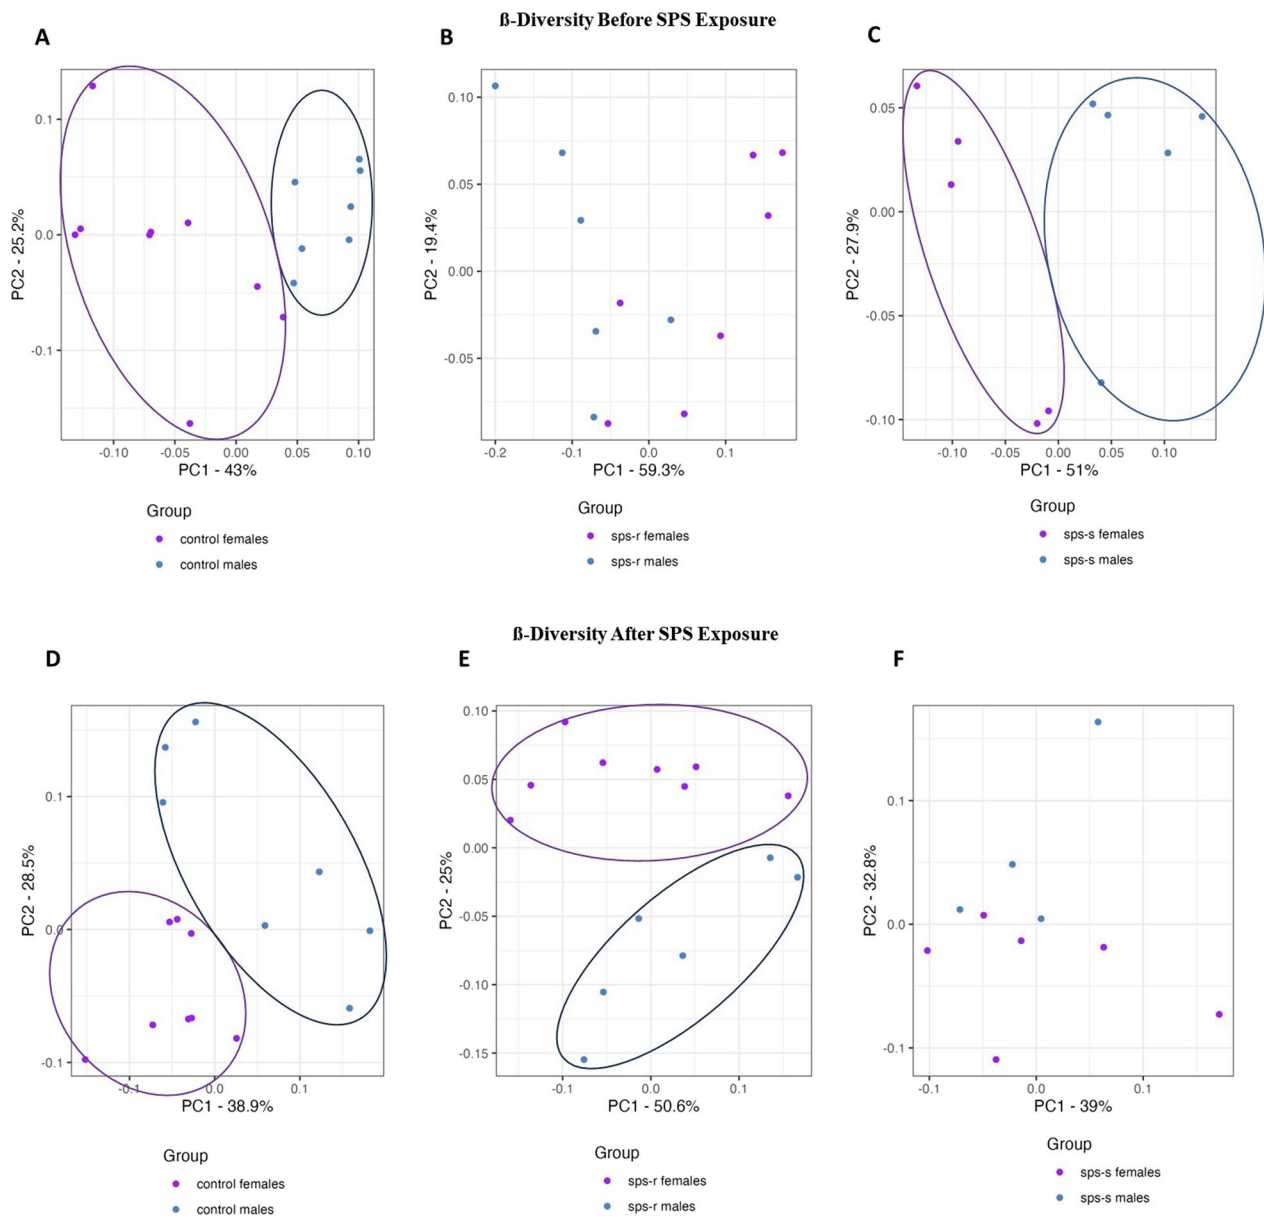 ß-Diversity Before SPS Exposure
A
B
C
0.1
0.0
-0.1
PC2 - 25.2%
-0.10
-0.05
0.00
0.05
0.10
PC1 - 43%
Group
control females
control males
0.10
0.05
0.00
-0.05
PC2 - 19.4%
-0.2
-0.1
0.0
0.1
PC1 - 59.3%
Group
sps-r females
sps-r males
0.05
0.00
-0.05
-0.10
PC2 - 27.9%
-0.10
-0.05
0.00
0.05
0.10
PC1 - 51%
Group
sps-s females
sps-s males
ß-Diversity After SPS Exposure
D
E
F
0.1
0.0
-0.1
PC2 - 28.5%
-0.1
0.0
0.1
PC1 - 38.9%
Group
control females
control males
0.10
0.05
0.00
-0.05
-0.10
-0.15
PC2 - 25%
-0.1
0.0
0.1
PC1 - 50.6%
Group
sps-r females
sps-r males
0.1
0.0
-0.1
PC2 - 32.8%
-0.1
0.0
0.1
PC1 - 39%
Group
sps-s females
sps-s males